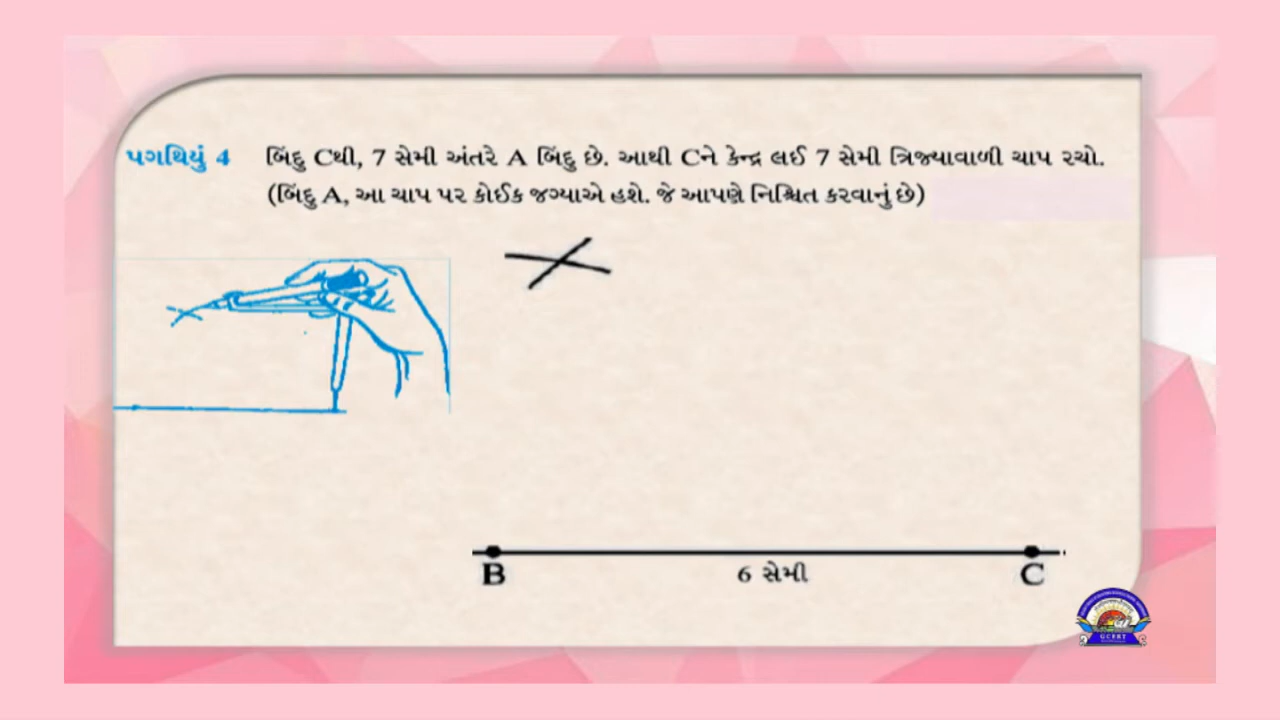 પગથિયું 4 બિંદુ Cથી, 7 સેમી અંતરે A બિંદુ છે. આથી Cને કેન્દ્ર લઈ 7 સેમી ત્રિજ્યાવાળી ચાપ રચો.
(બિંદુ A, આ ચાપ પર કોઈક જગ્યાએ હશે. જે આપણે નિશ્ચિત કરવાનું છે)
B 6 સેમી C
GCERT